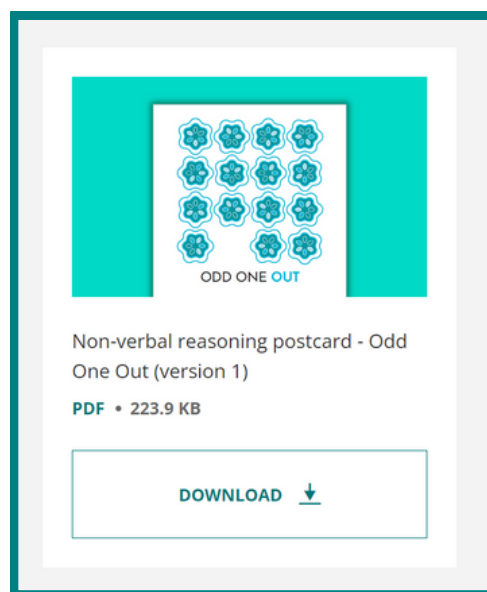 ODD ONE OUT
Non-verbal reasoning postcard - Odd
One Out (version 1)
PDF • 223.9 KB
DOWNLOAD